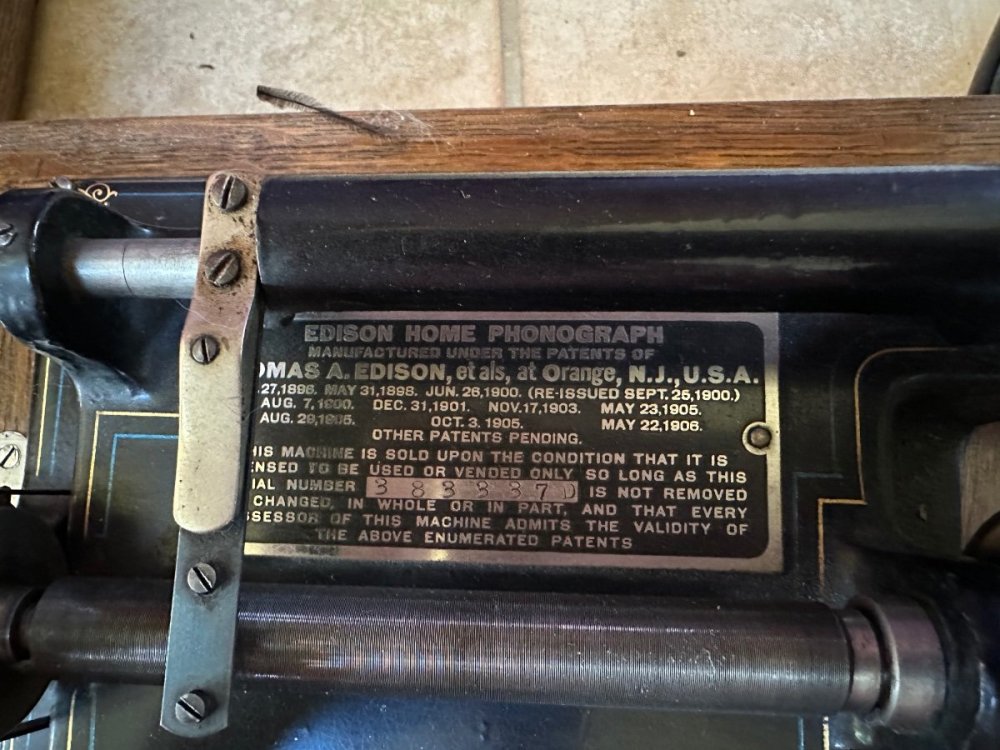 EDISON HOME PHONOGRAPH
MANUFACTURED UNDER THE PATENTS OF
OMAS A. EDISON, et als, at Orange, N.J., U.S.A.
.27,1896. MAY 31,1898. JUN. 26,1900. (RE-ISSUED SEPT. 25,1900.)
AUG. 7, 1900. DEC. 31,1901. NOV. 17,1903. MAY 23,1905.
AUG. 29,1905. OCT. 3. 1905. MAY 22,1906.
OTHER PATENTS PENDING.
HIS MACHINE IS SOLD UPON THE CONDITION THAT IT IS
ENSED TO BE USED OR VENDED ONLY SO LONG AS THIS
IAL NUMBER 383387D IS NOT REMOVED
CHANGED, IN WHOLE OR IN PART, AND THAT EVERY
SSESSOR OF THIS MACHINE ADMITS THE VALIDITY OF
THE ABOVE ENUMERATED PATENTS